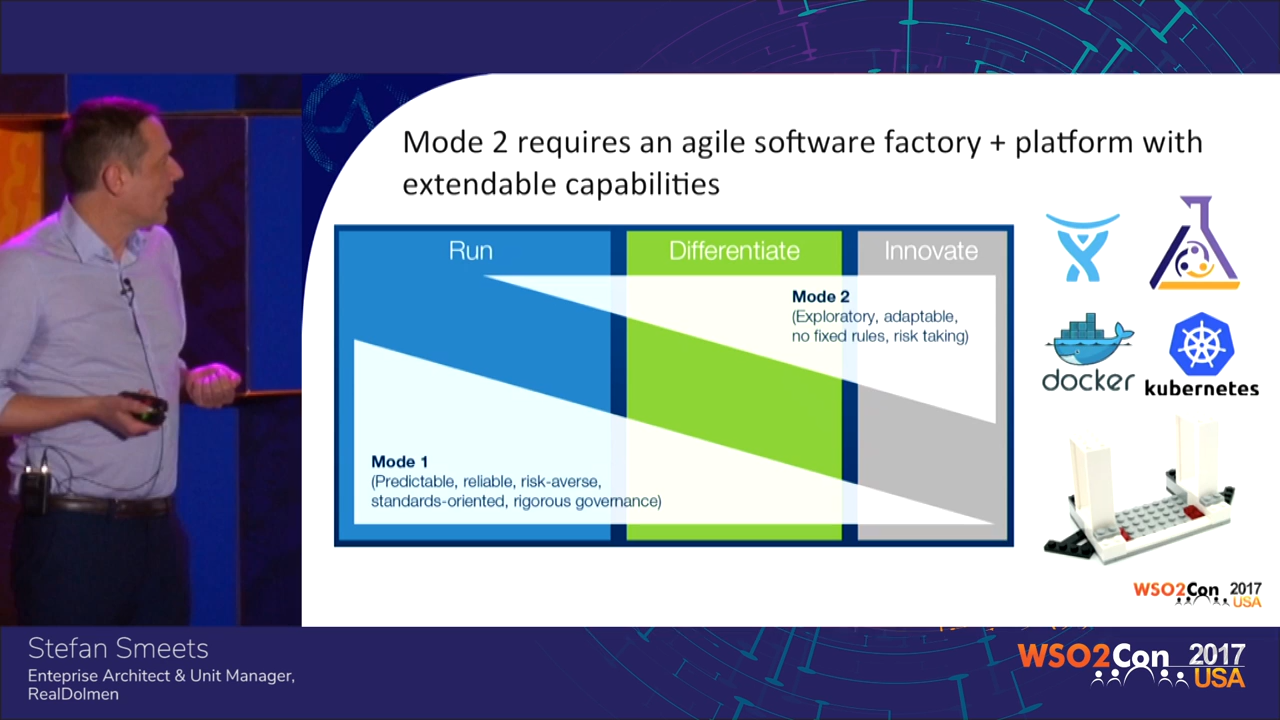 Mode 2 requires an agile software factory + platform with
extendable capabilities
Run
Differentiate
Innovate
Mode 2
(Exploratory, adaptable,
no fixed rules, risk taking)
Mode 1
(Predictable, reliable, risk-averse,
standards-oriented, rigorous governance)
docker
kubernetes
WSO2Con 2017
USA
Stefan Smeets
Enteprise Architect & Unit Manager,
RealDolmen
WSO2Con 2017
USA